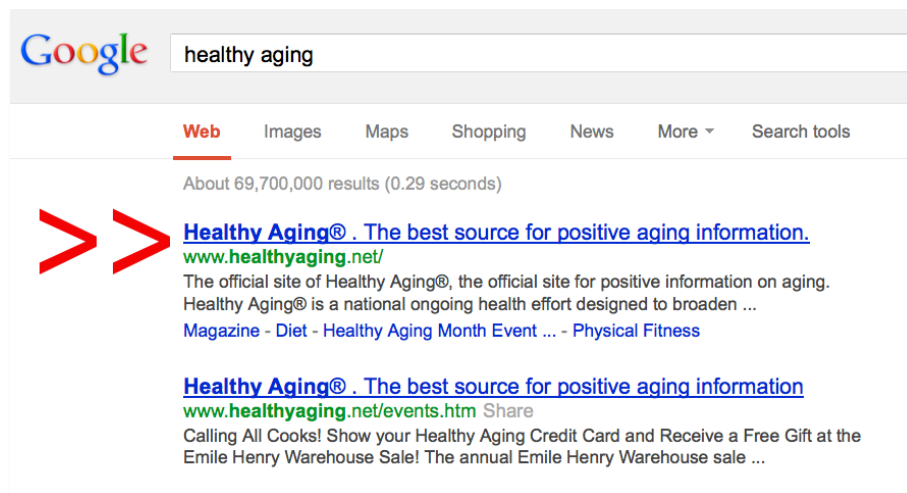 Google
healthy aging
Web Images Maps Shopping News More Search tools
About 69,700,000 results (0.29 seconds)
>> Healthy Aging® . The best source for positive aging information.
www.healthyaging.net/
The official site of Healthy Aging®, the official site for positive information on aging.
Healthy Aging® is a national ongoing health effort designed to broaden ...
Magazine - Diet - Healthy Aging Month Event ... - Physical Fitness
Healthy Aging® . The best source for positive aging information
www.healthyaging.net/events.htm Share
Calling All Cooks! Show your Healthy Aging Credit Card and Receive a Free Gift at the
Emile Henry Warehouse Sale! The annual Emile Henry Warehouse sale ...